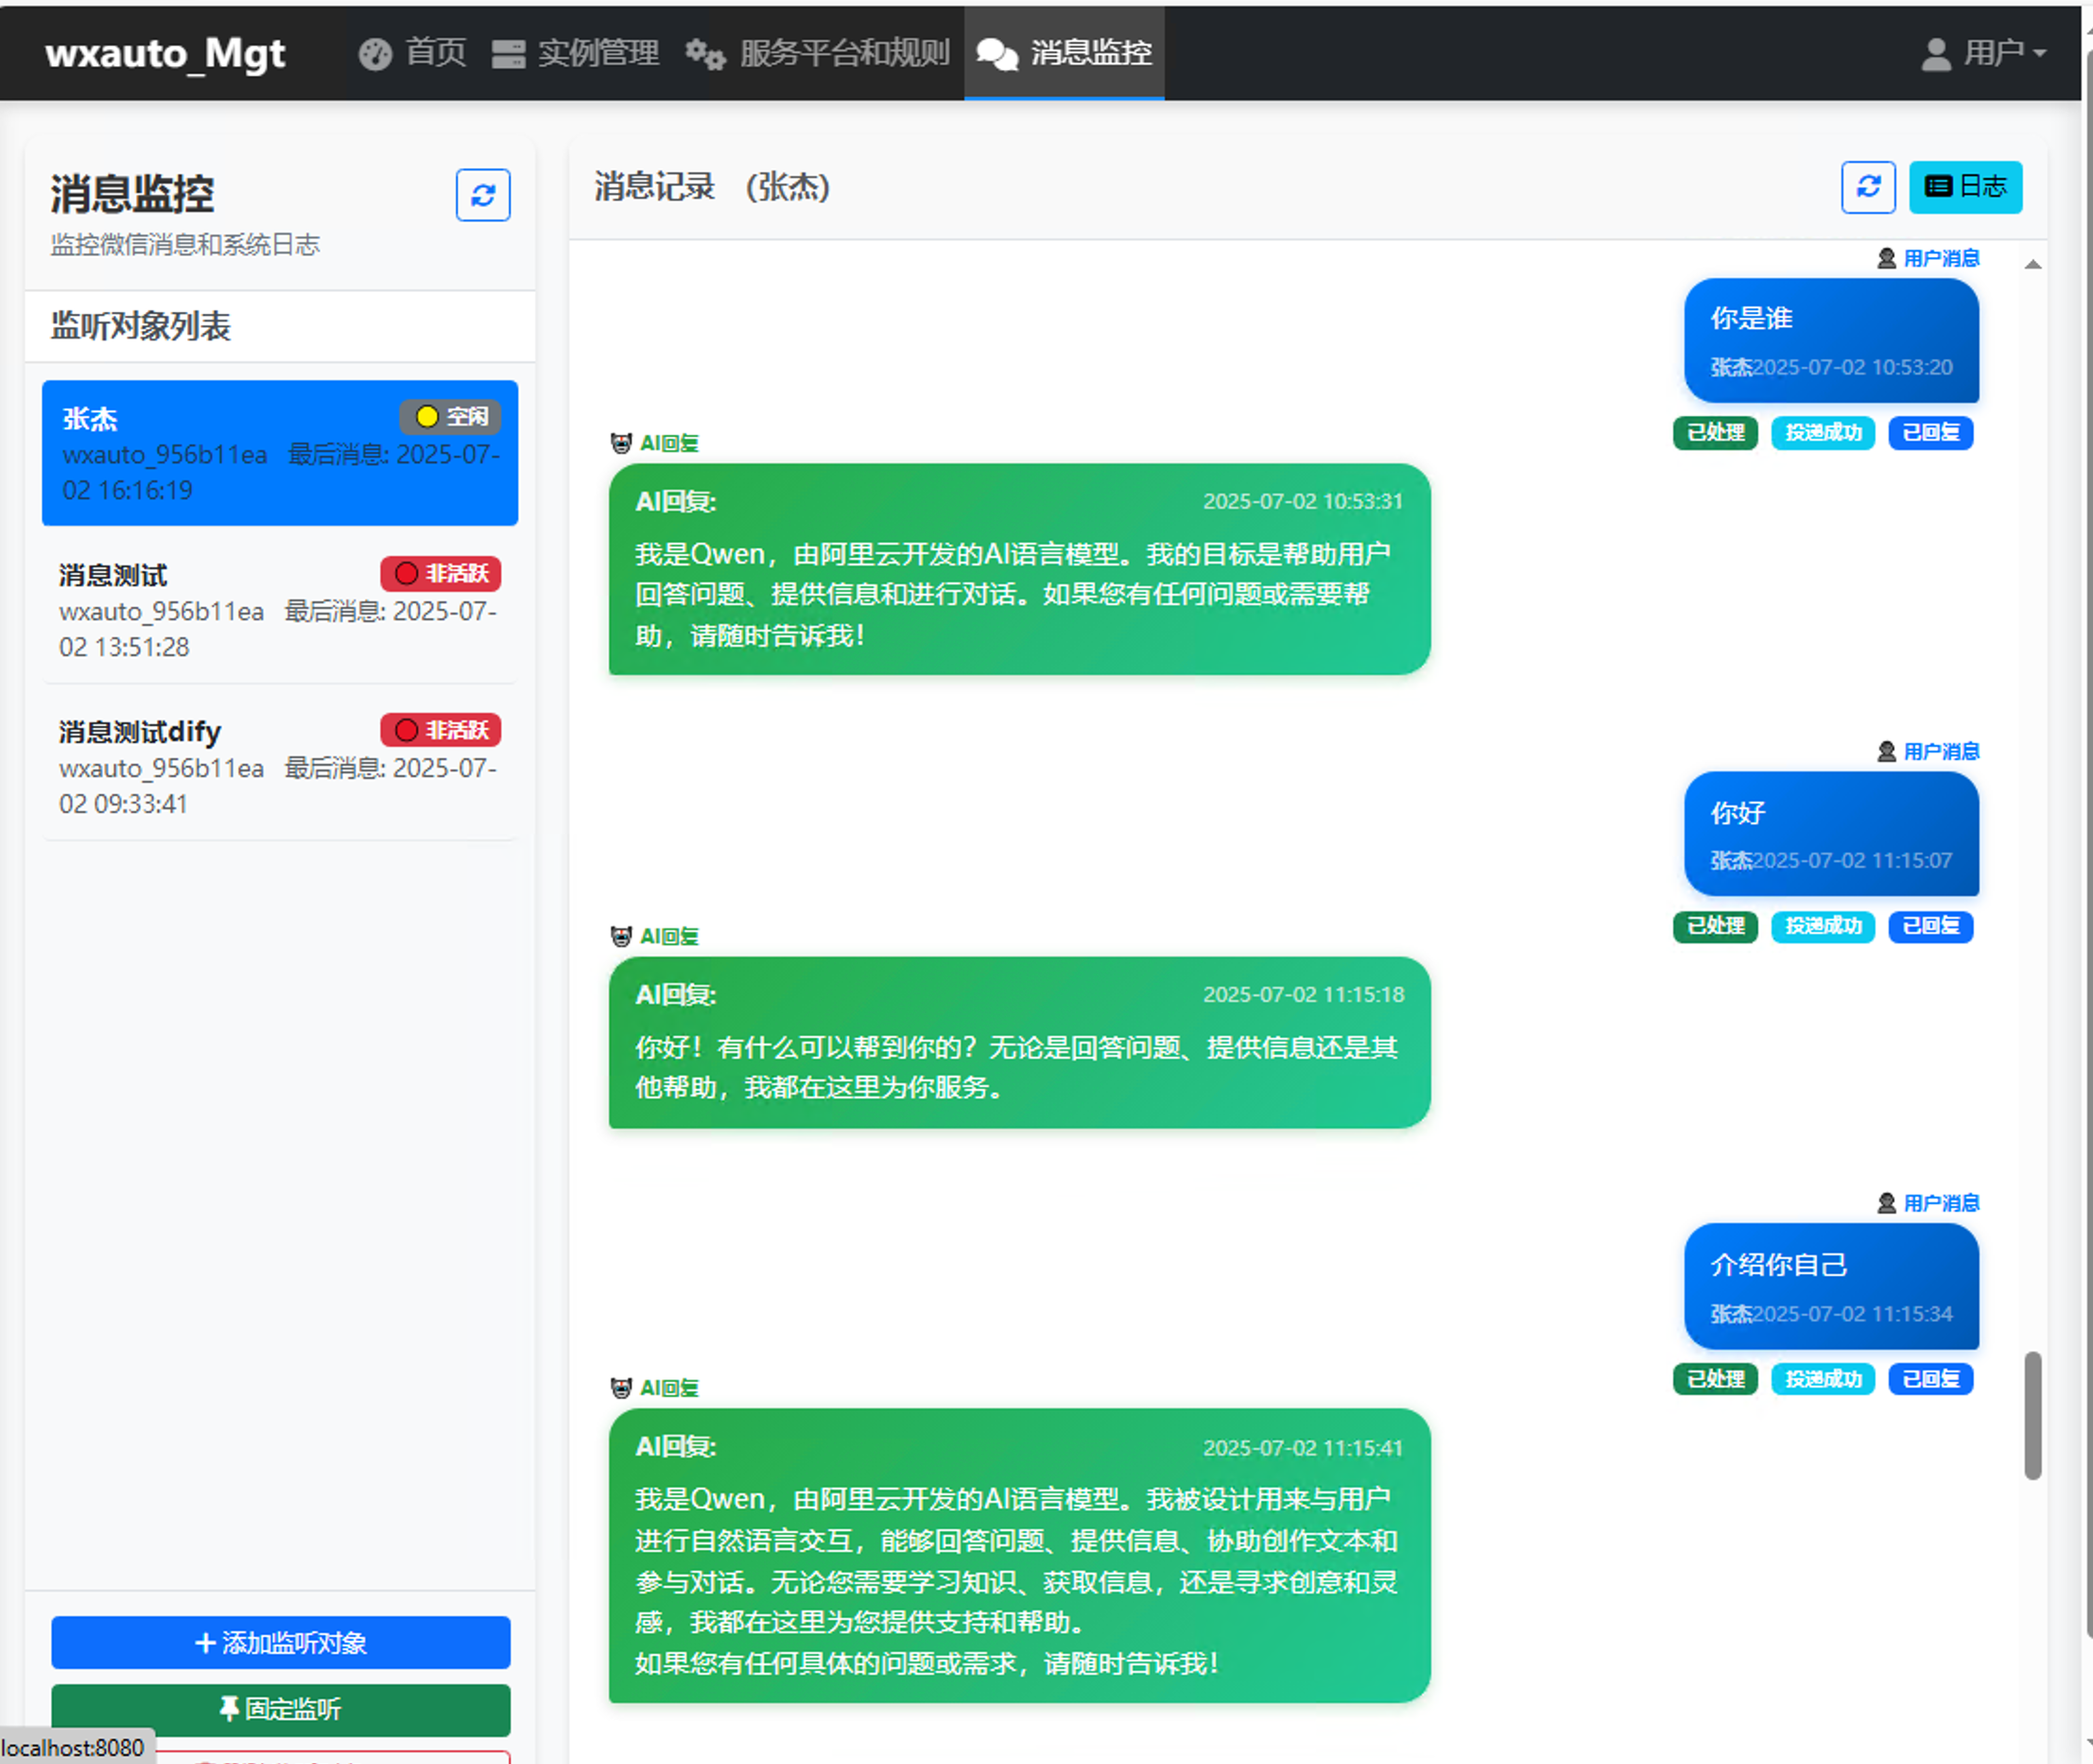 wxauto_Mgt 首页 实例管理 服务平台和规则 消息监控 用户
消息监控
监控微信消息和系统日志
监听对象列表
张杰 空闲
wxauto_956b11ea 最后消息: 2025-07-
02 16:16:19
消息测试 非活跃
wxauto_956b11ea 最后消息: 2025-07-
02 13:51:28
消息测试dify 非活跃
wxauto_956b11ea 最后消息: 2025-07-
02 09:33:41
添加监听对象
固定监听
localhost:8080
消息记录 (张杰) 日志
用户消息
你是谁
张杰2025-07-02 10:53:20
已处理 投递成功 已回复
AI回复
AI回复: 2025-07-02 10:53:31
我是Qwen，由阿里云开发的AI语言模型。我的目标是帮助用户
回答问题、提供信息和进行对话。如果您有任何问题或需要帮
助，请随时告诉我！
用户消息
你好
张杰2025-07-02 11:15:07
已处理 投递成功 已回复
AI回复
AI回复: 2025-07-02 11:15:18
你好！有什么可以帮到你的？无论是回答问题、提供信息还是其
他帮助，我都在这里为你服务。
用户消息
介绍你自己
张杰2025-07-02 11:15:34
已处理 投递成功 已回复
AI回复
AI回复: 2025-07-02 11:15:41
我是Qwen，由阿里云开发的AI语言模型。我被设计用来与用户
进行自然语言交互，能够回答问题、提供信息、协助创作文本和
参与对话。无论您需要学习知识、获取信息，还是寻求创意和灵
感，我都在这里为您提供支持和帮助。
如果您有任何具体的问题或需求，请随时告诉我！